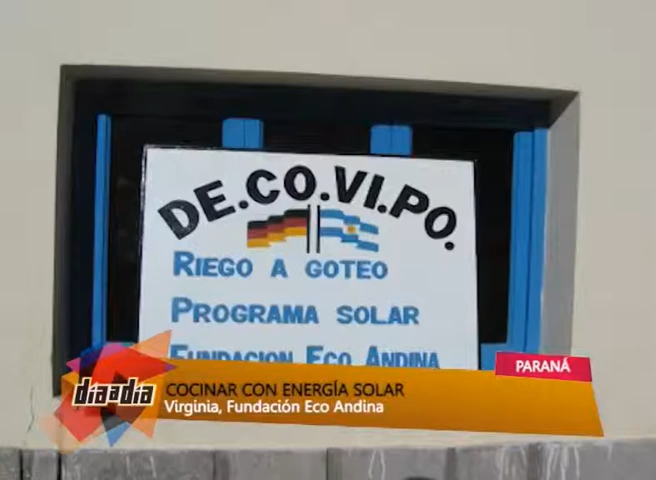 DE.CO.VI.PO.
RIEGO A GOTEO
PROGRAMA SOLAR
FUNDACION ECO ANDINA
PARANÁ
díaadía
COCINAR CON ENERGÍA SOLAR
Virginia, Fundación Eco Andina